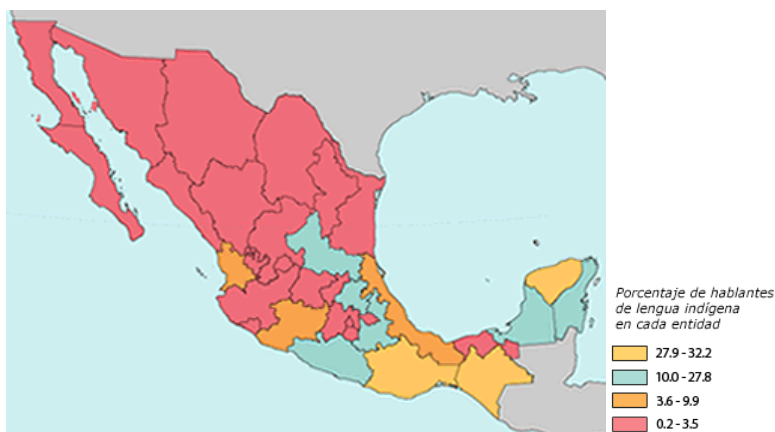 Porcentaje de hablantes
de lengua indígena
en cada entidad
27.9 - 32.2
10.0 - 27.8
3.6 - 9.9
0.2 - 3.5